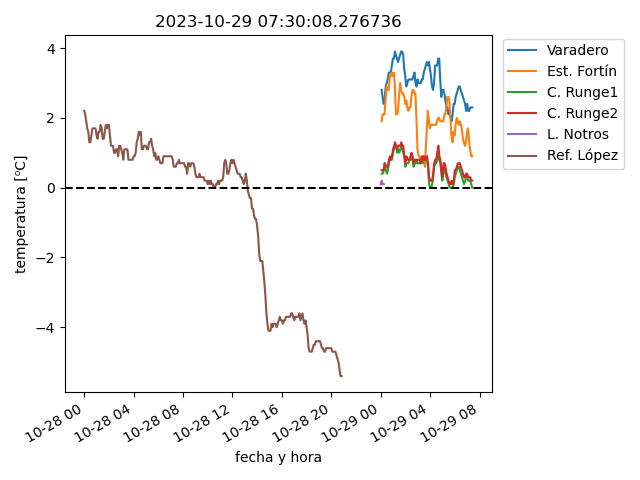 2023-10-29 07:30:08.276736
temperatura [ºC]
4
2
0
−2
−4
10-28 00
10-28 04
10-28 08
10-28 12
10-28 16
10-28 20
10-29 00
10-29 04
10-29 08
fecha y hora
Varadero
Est. Fortín
C. Runge1
C. Runge2
L. Notros
Ref. López